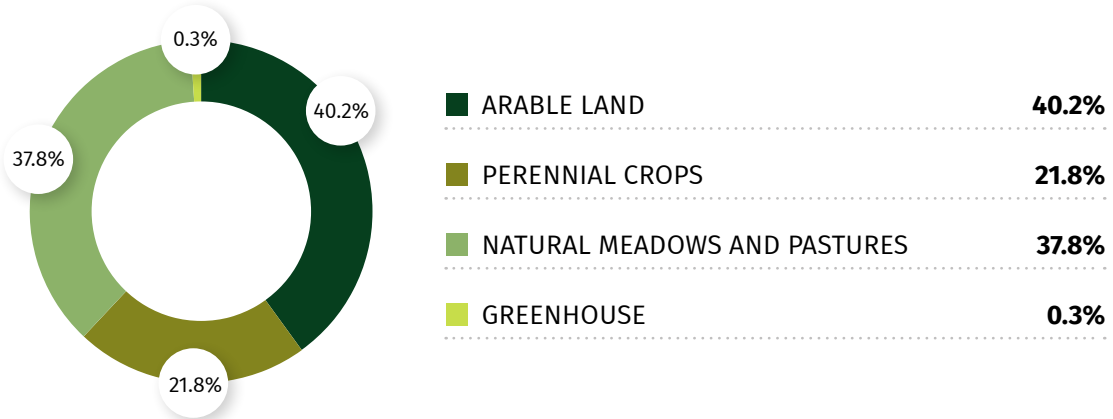 0.3%
40.2%
37.8%
21.8%
ARABLE LAND 40.2%
PERENNIAL CROPS 21.8%
NATURAL MEADOWS AND PASTURES 37.8%
GREENHOUSE 0.3%